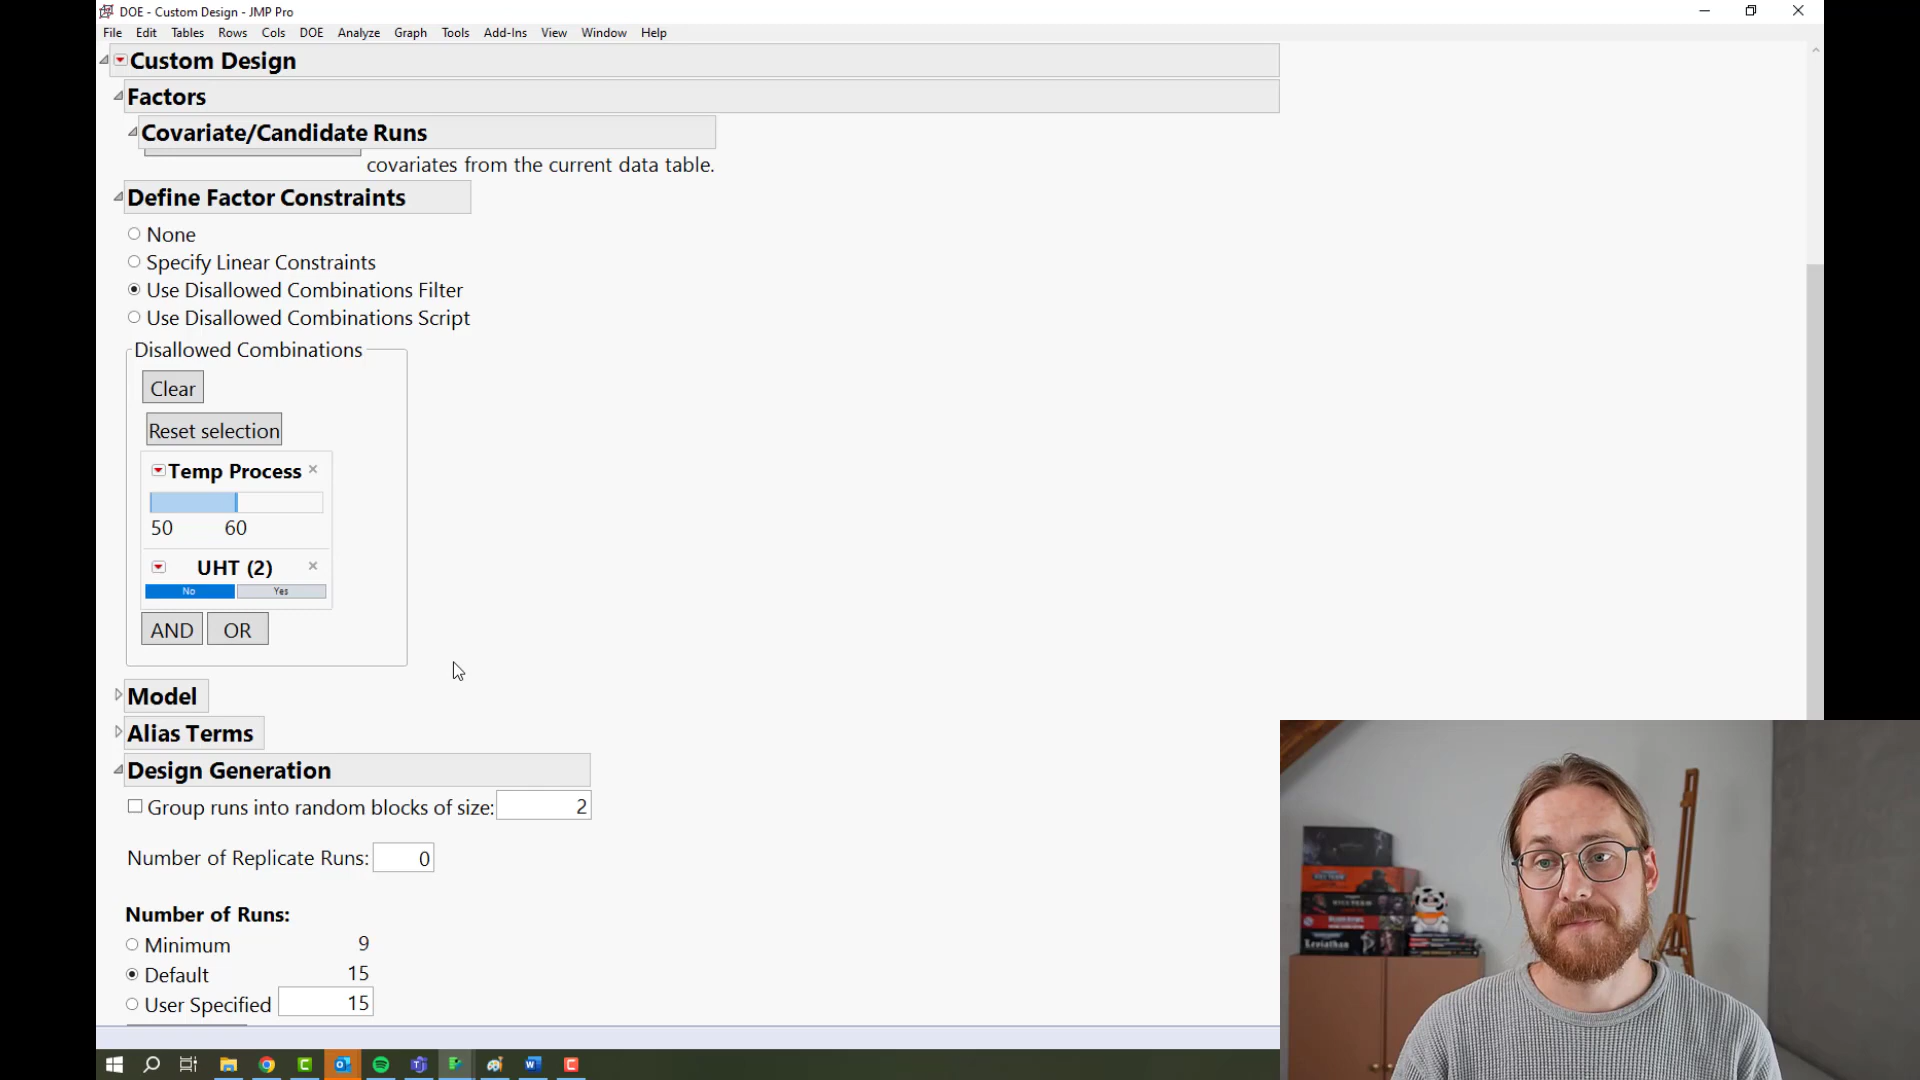 DOE - Custom Design - JMP Pro
File Edit Tables Rows Cols DOE Analyze Graph Tools Add-Ins View Window Help
Custom Design
Factors
Covariate/Candidate Runs
covariates from the current data table.
Define Factor Constraints
None
Specify Linear Constraints
Use Disallowed Combinations Filter
Use Disallowed Combinations Script
Disallowed Combinations
Clear
Reset selection
Temp Process
50 60
UHT (2)
No Yes
AND OR
Model
Alias Terms
Design Generation
Group runs into random blocks of size: 2
Number of Replicate Runs: 0
Number of Runs:
Minimum 9
Default 15
User Specified 15
Leviathan